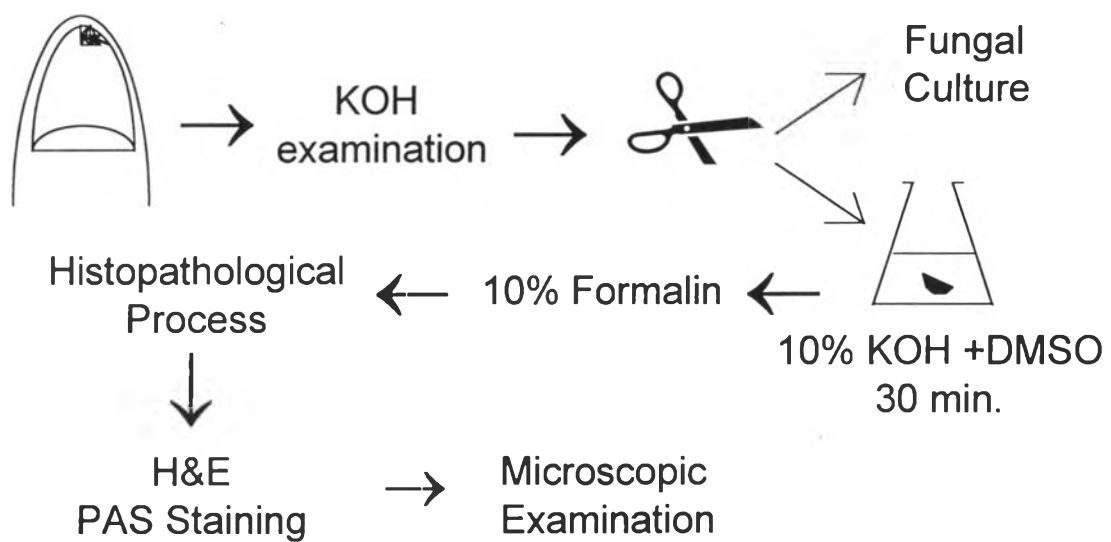 KOH
examination
Fungal
Culture
10% KOH +DMSO
30 min.
10% Formalin
Histopathological
Process
H&E
PAS Staining
Microscopic
Examination